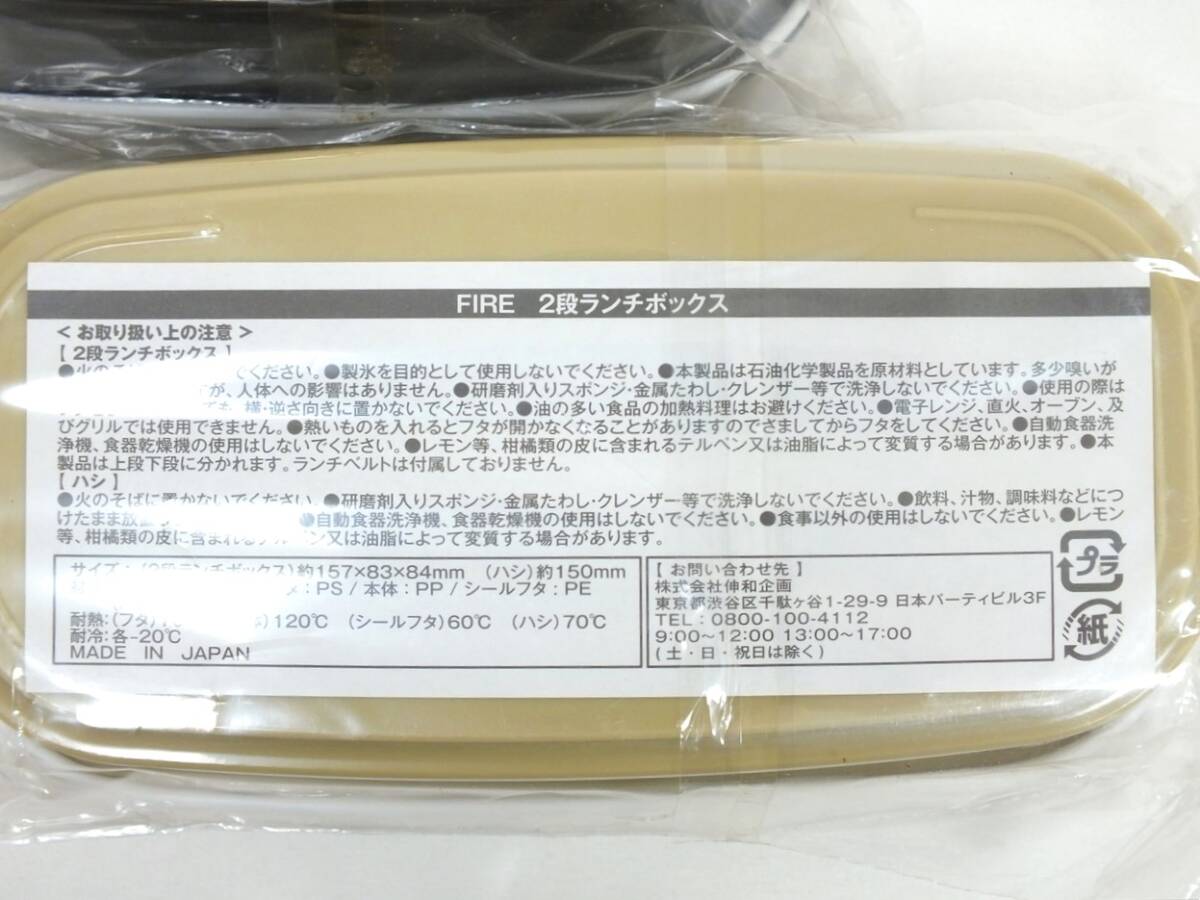 FIRE 2段ランチボックス
< お取り扱い上の注意 >
【 2段ランチボックス 】
でください。●製氷を目的として使用しないでください。●本製品は石油化学製品を原材料としています。多少嗅いが
が、人体への影響はありません。●研磨剤入りスポンジ・金属たわし・クレンザー等で洗浄しないでください。●使用の際は
ても、横・逆さ向きに置かないでください。●油の多い食品の加熱料理はお避けください。●電子レンジ、直火、オーブン、及
びグリルでは使用できません。●熱いものを入れるとフタが開かなくなることがありますのでさましてからフタをしてください。●自動食器洗
浄機、食器乾燥機の使用はしないでください。●レモン等、柑橘類の皮に含まれるテルペン又は油脂によって変質する場合があります。●本
製品は上段下段に分かれます。ランチベルトは付属しておりません。
【 ハシ 】
●火のそばに置かないでください。●研磨剤入りスポンジ・金属たわし・クレンザー等で洗浄しないでください。●飲料、汁物、調味料などにつ
けたまま放置 ●自動食器洗浄機、食器乾燥機の使用はしないでください。●食事以外の使用はしないでください。●レモン
等、柑橘類の皮に含まれるテルペン又は油脂によって変質する場合があります。
サイズ:(2段ランチボックス)約157×83×84mm (ハシ)約150mm
PS / 本体:PP / シールフタ:PE
耐熱:(フタ) 120℃ (シールフタ)60℃ (ハシ)70℃
耐冷:各-20℃
MADE IN JAPAN
【 お問い合わせ先 】
株式会社伸和企画
東京都渋谷区千駄ヶ谷1-29-9 日本パーティビル3F
TEL:0800-100-4112
9:00～12:00 13:00～17:00
(土・日・祝日は除く)
プラ
紙